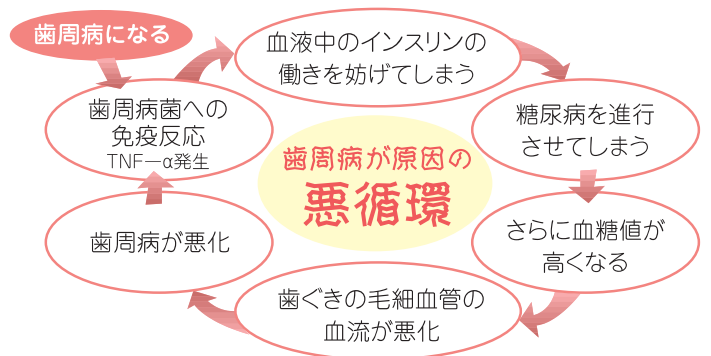 歯周病になる
歯周病菌への
免疫反応
TNF―α発生
血液中のインスリンの
働きを妨げてしまう
糖尿病を進行
させてしまう
さらに血糖値が
高くなる
歯ぐきの毛細血管の
血流が悪化
歯周病が悪化
歯周病が原因の
悪循環